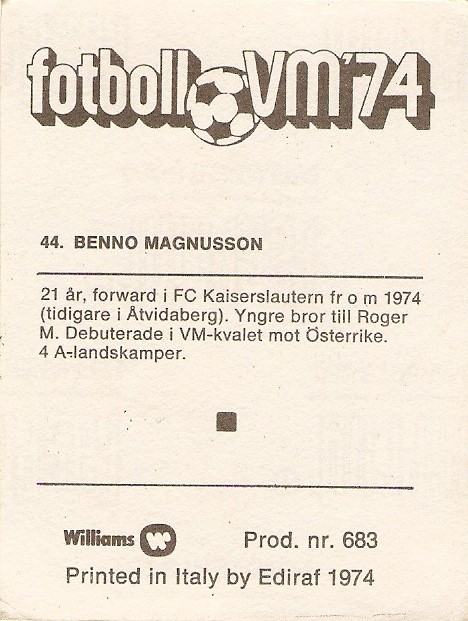 fotboll VM'74
44. BENNO MAGNUSSON
21 år, forward i FC Kaiserslautern fr o m 1974
(tidigare i Åtvidaberg). Yngre bror till Roger
M. Debuterade i VM-kvalet mot Österrike.
4 A-landskamper.
Williams W Prod. nr. 683
Printed in Italy by Ediraf 1974